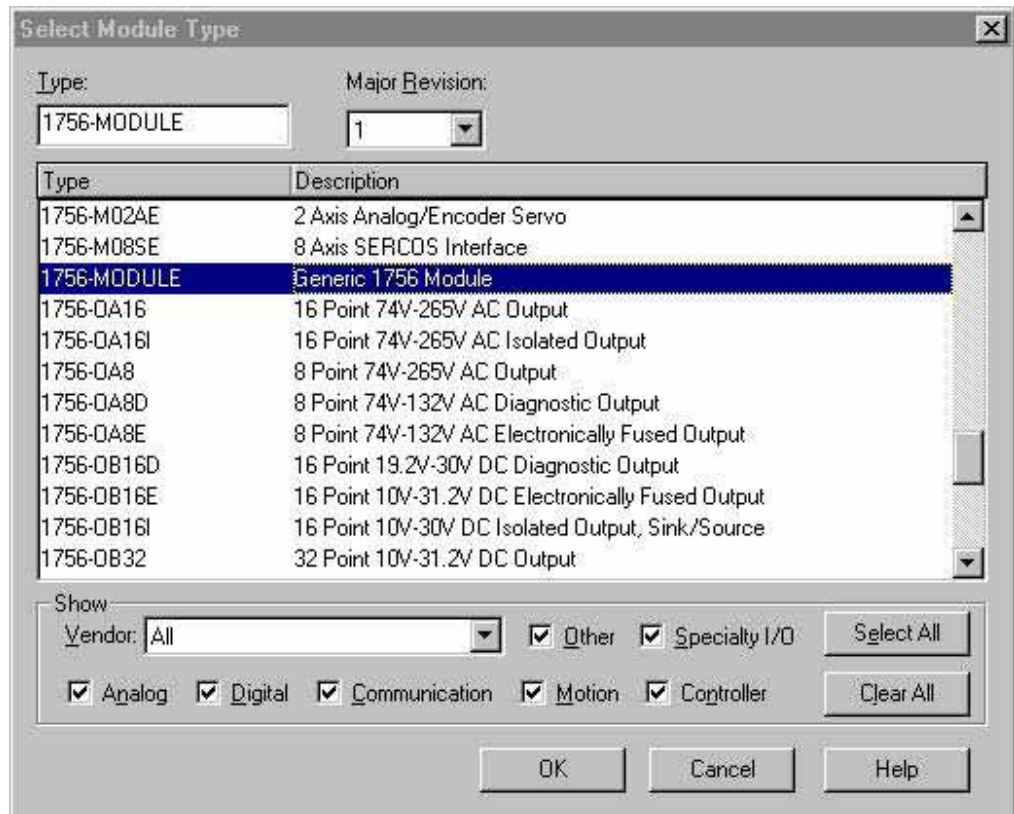 Select Module Type
Type: Major Revision:
1756-MODULE 1
Type Description
1756-M02AE 2 Axis Analog/Encoder Servo
1756-M08SE 8 Axis SERCOS Interface
1756-MODULE Generic 1756 Module
1756-OA16 16 Point 74V-265V AC Output
1756-OA16I 16 Point 74V-265V AC Isolated Output
1756-OA8 8 Point 74V-265V AC Output
1756-OA8D 8 Point 74V-132V AC Diagnostic Output
1756-OA8E 8 Point 74V-132V AC Electronically Fused Output
1756-OB16D 16 Point 19.2V-30V DC Diagnostic Output
1756-OB16E 16 Point 10V-31.2V DC Electronically Fused Output
1756-OB16I 16 Point 10V-30V DC Isolated Output, Sink/Source
1756-OB32 32 Point 10V-31.2V DC Output
Show
Vendor: All Other Specialty I/O Select All
Analog Digital Communication Motion Controller Clear All
OK Cancel Help